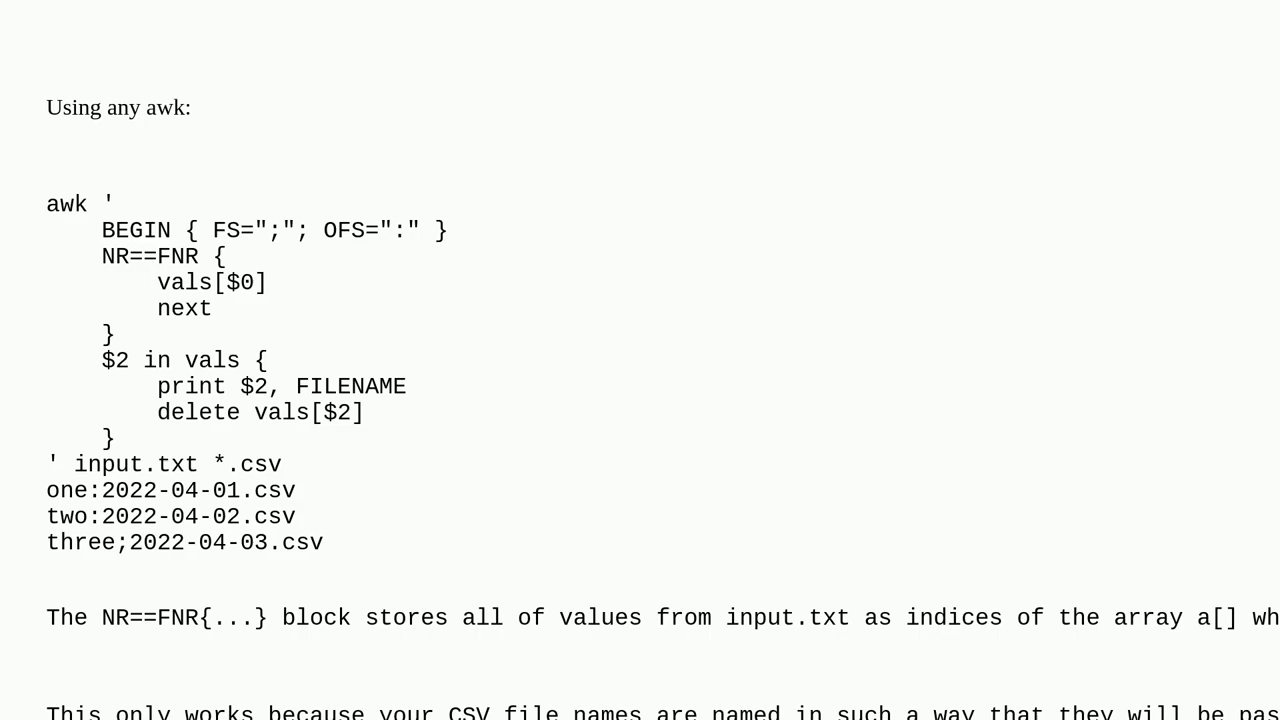 Using any awk:
awk '
    BEGIN { FS=";"; OFS=":" }
    NR==FNR {
        vals[$0]
        next
    }
    $2 in vals {
        print $2, FILENAME
        delete vals[$2]
    }
' input.txt *.csv
one:2022-04-01.csv
two:2022-04-02.csv
three;2022-04-03.csv
The NR==FNR{...} block stores all of values from input.txt as indices of the array a[] wh
This only works because your CSV file names are named in such a way that they will be pas